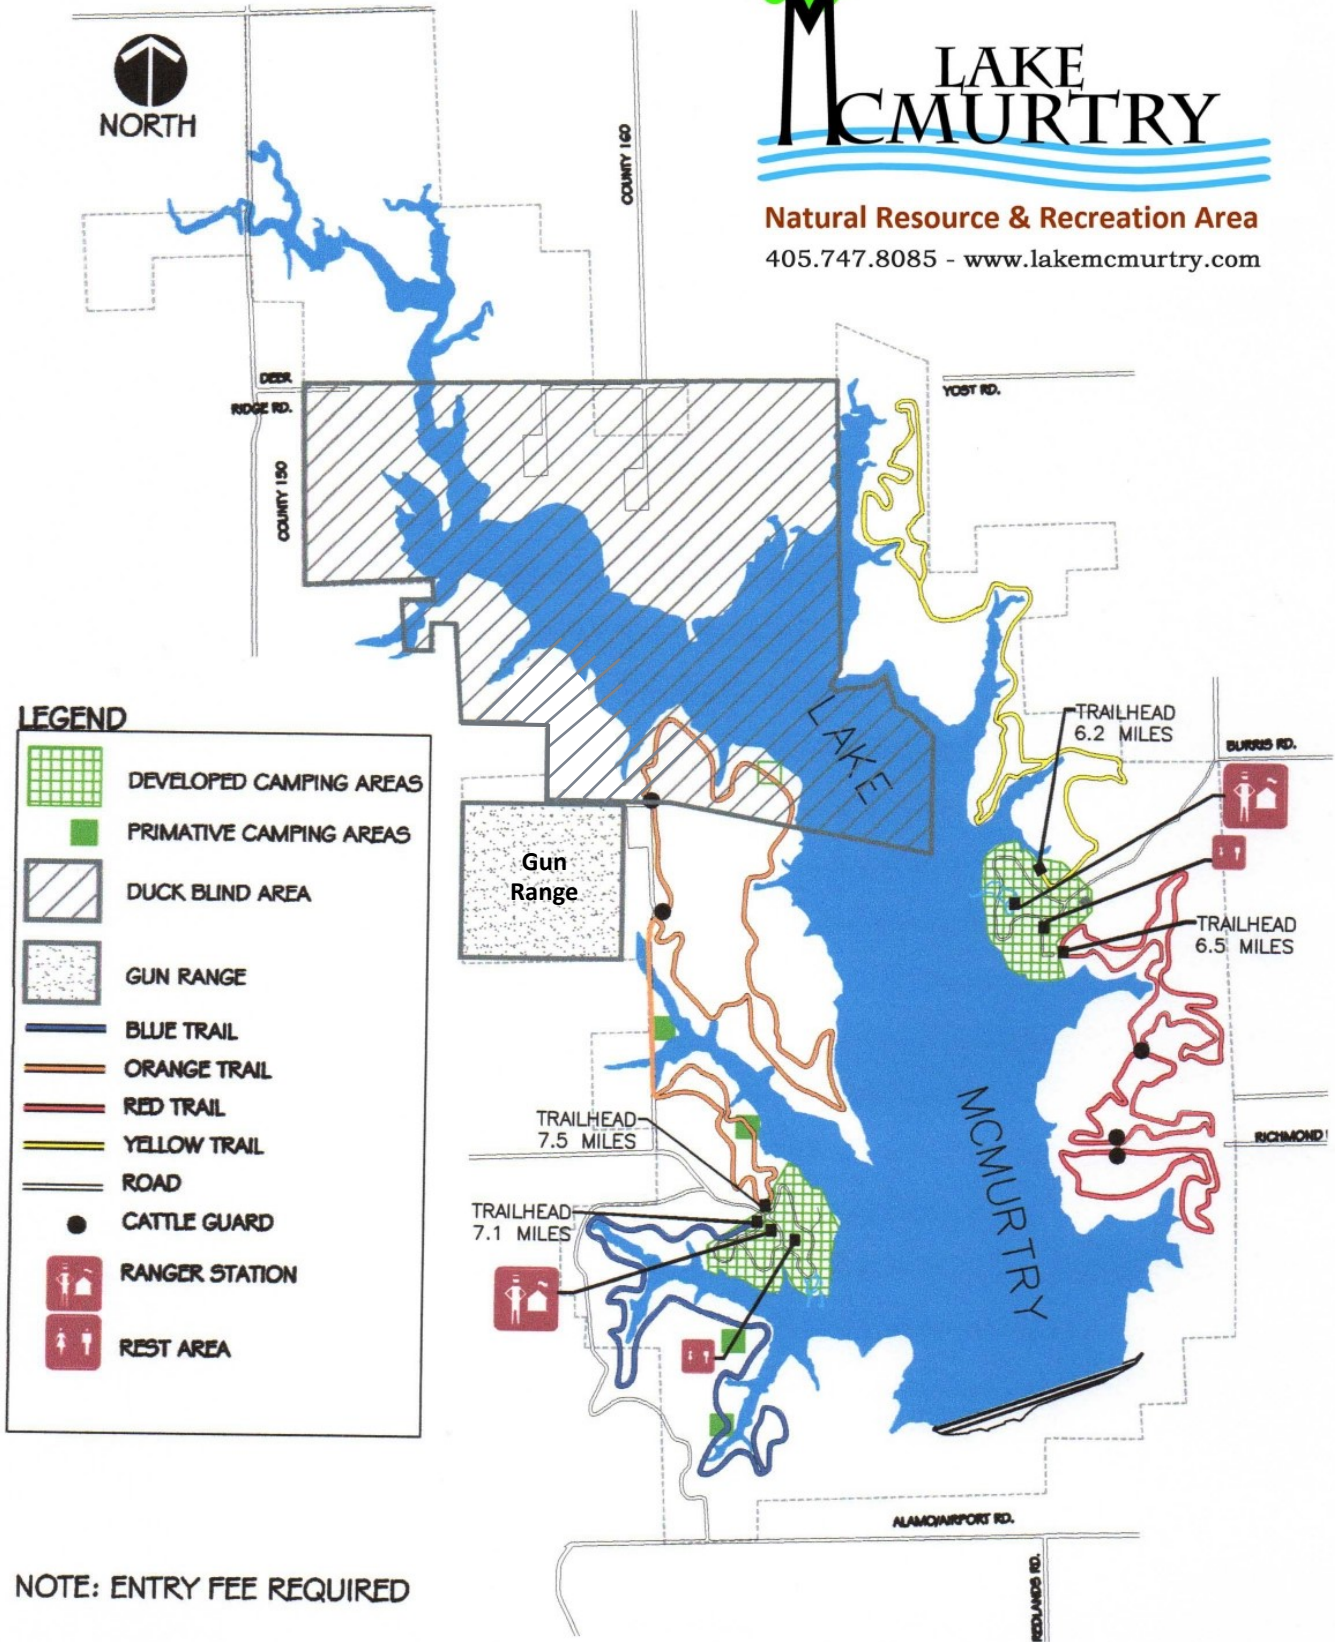 LAKE
MCMURTRY
Natural Resource & Recreation Area
405.747.8085 - www.lakemcmurtry.com
NORTH
COUNTY 160
DEER
RIDGE RD.
YOST RD.
COUNTY 150
LAKE
TRAILHEAD
6.2 MILES
BURRIS RD.
LEGEND
DEVELOPED CAMPING AREAS
PRIMATIVE CAMPING AREAS
DUCK BLIND AREA
GUN RANGE
BLUE TRAIL
ORANGE TRAIL
RED TRAIL
YELLOW TRAIL
ROAD
CATTLE GUARD
RANGER STATION
REST AREA
Gun
Range
TRAILHEAD
6.5 MILES
MCMURTRY
TRAILHEAD
7.5 MILES
RICHMOND
TRAILHEAD
7.1 MILES
ALAMO/AIRPORT RD.
REDLANDS RD.
NOTE: ENTRY FEE REQUIRED